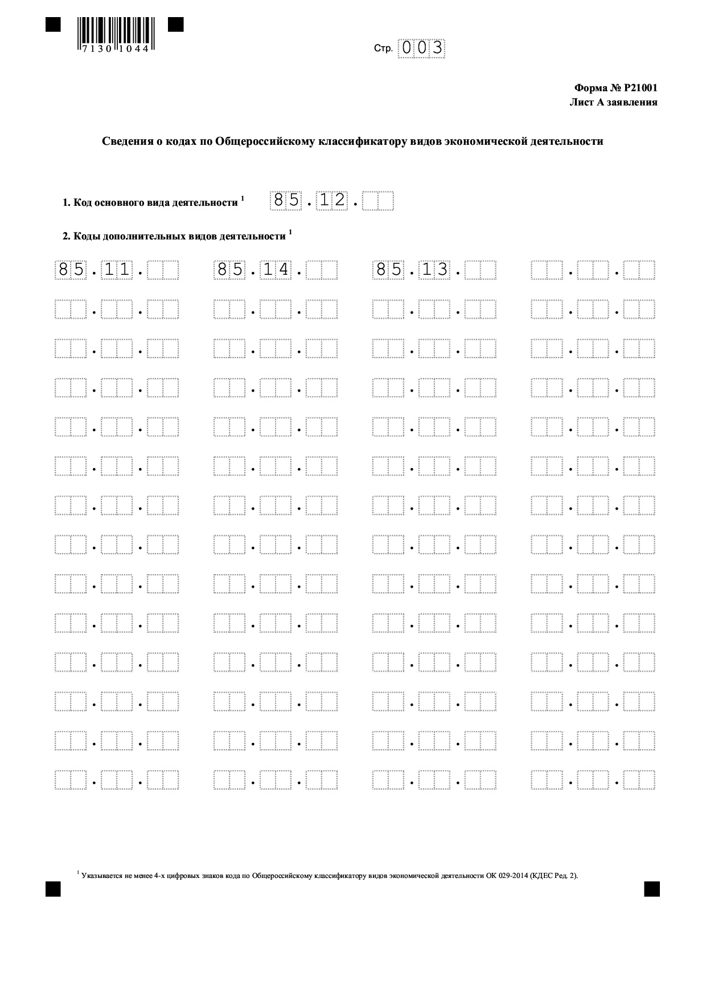 7130 1044
Стр. 003
Форма № Р21001
Лист А заявления
Сведения о кодах по Общероссийскому классификатору видов экономической деятельности
1. Код основного вида деятельности 1 85.12.
2. Коды дополнительных видов деятельности 1
85.11. 85.14. 85.13. . .
. . . . . . . .
. . . . . . . .
. . . . . . . .
. . . . . . . .
. . . . . . . .
. . . . . . . .
. . . . . . . .
. . . . . . . .
. . . . . . . .
. . . . . . . .
. . . . . . . .
. . . . . . . .
. . . . . . . .
1 Указывается не менее 4-х цифровых знаков кода по Общероссийскому классификатору видов экономической деятельности ОК 029-2014 (КДЕС Ред. 2).